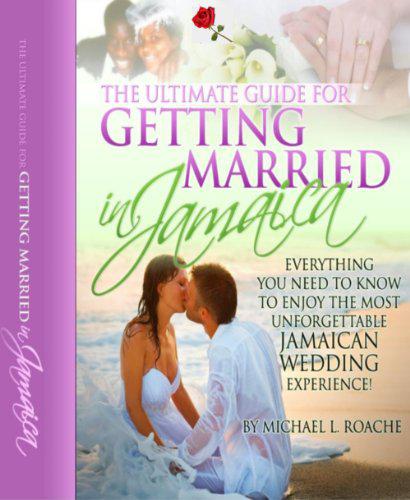 THE ULTIMATE GUIDE FOR GETTING MARRIED in Jamaica
THE ULTIMATE GUIDE FOR
GETTING
MARRIED
in Jamaica
EVERYTHING
YOU NEED TO KNOW
TO ENJOY THE MOST
UNFORGETTABLE
JAMAICAN
WEDDING
EXPERIENCE!
BY MICHAEL L. ROACHE